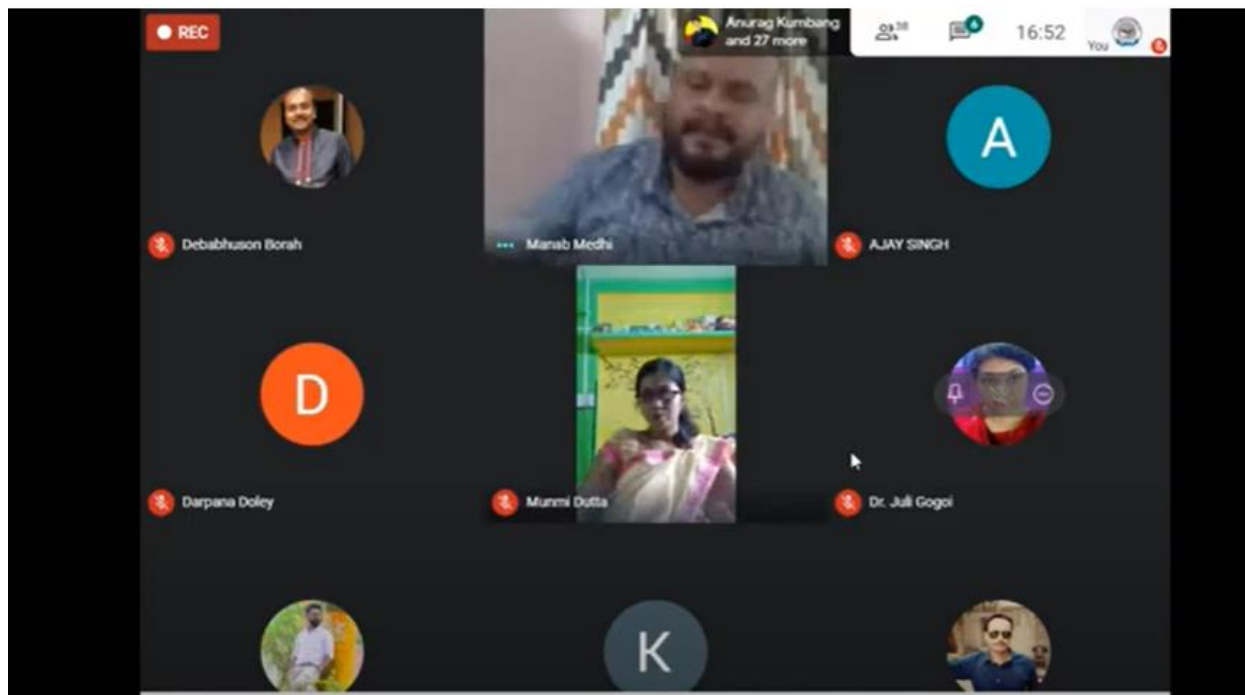 REC
Anurag Kumbang
and 27 more
38
6
16:52
You
Debabhuson Borah
Manab Medhi
A
AJAY SINGH
D
Darpana Doley
Munmi Dutta
Dr. Juli Gogoi
K